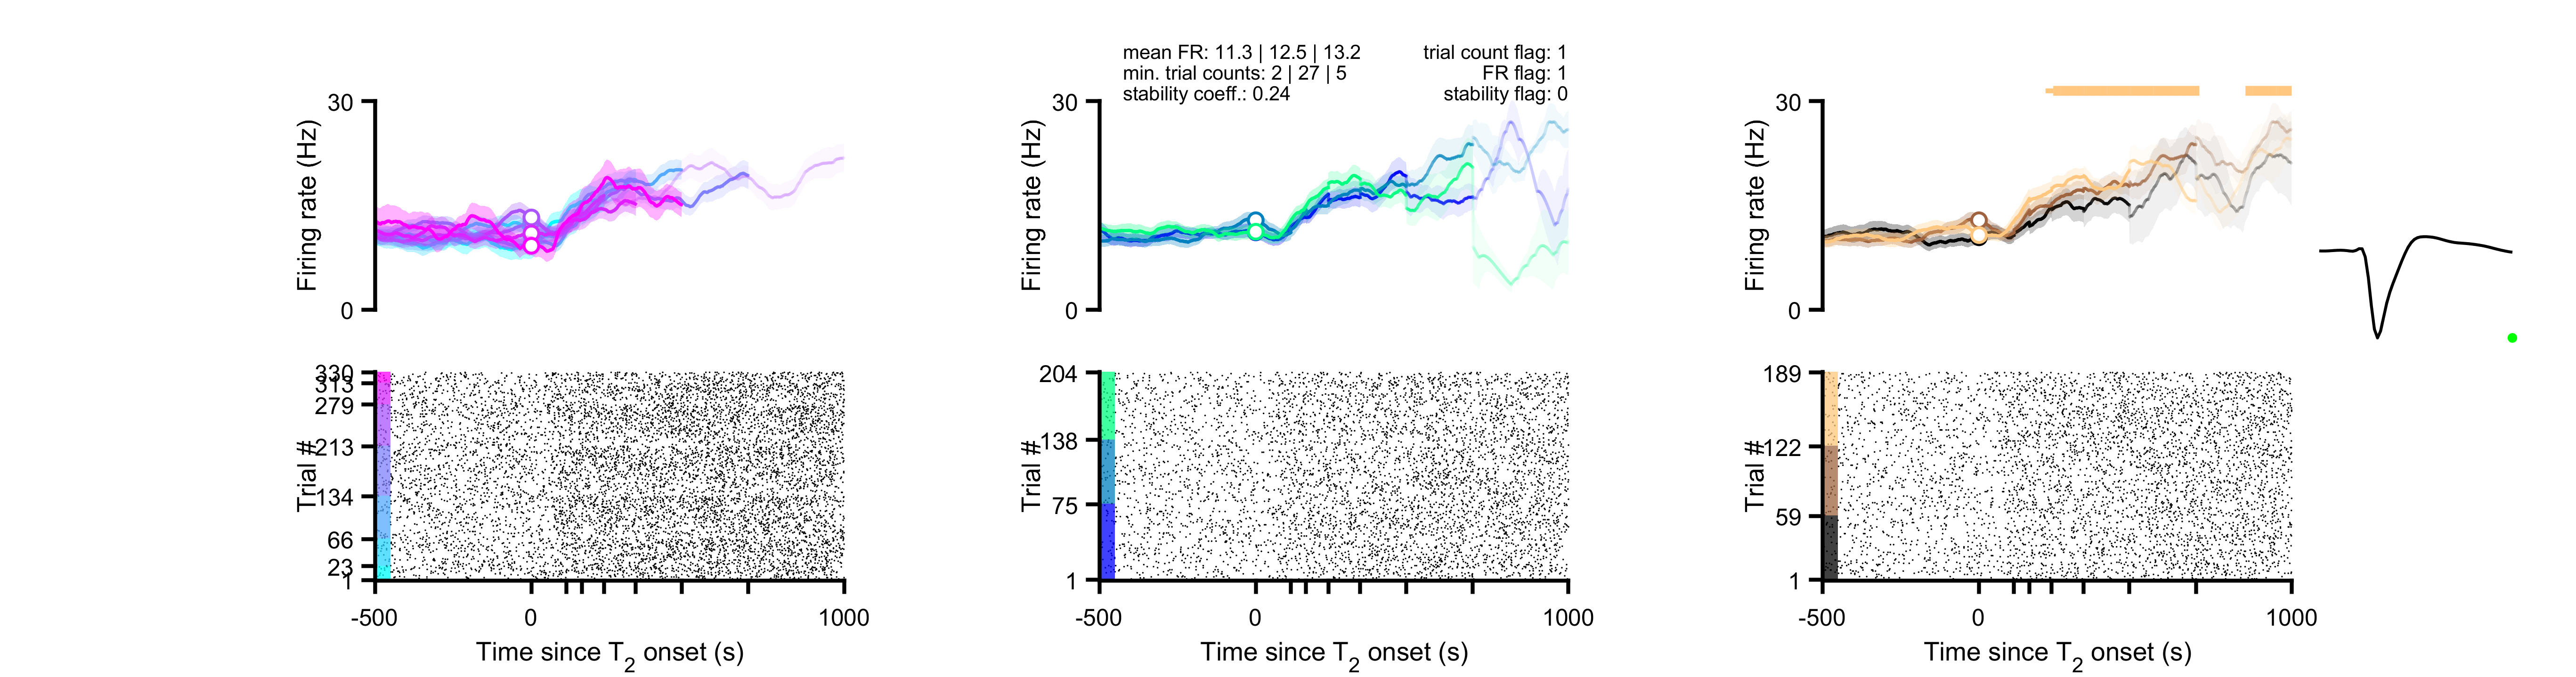 mean FR: 11.3 | 12.5 | 13.2
min. trial counts: 2 | 27 | 5
stability coeff.: 0.24
trial count flag: 1
FR flag: 1
stability flag: 0
30
Firing rate (Hz)
0
30
Firing rate (Hz)
0
30
Firing rate (Hz)
0
330
313
279
213
134
66
23
1
Trial #
-500
0
1000
Time since T2 onset (s)
204
138
75
1
Trial #
-500
0
1000
Time since T2 onset (s)
189
122
59
1
Trial #
-500
0
1000
Time since T2 onset (s)